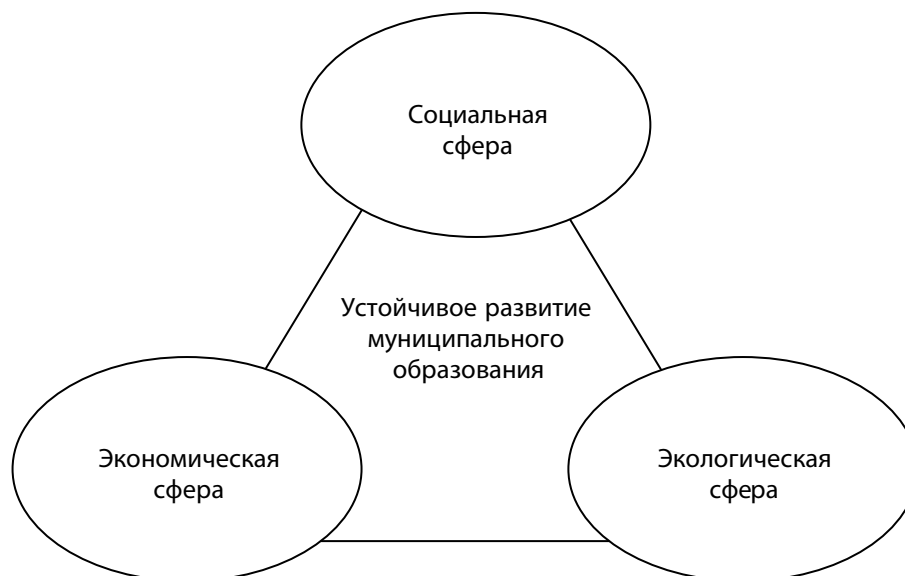 Социальная
сфера
Устойчивое развитие
муниципального
образования
Экономическая
сфера
Экологическая
сфера